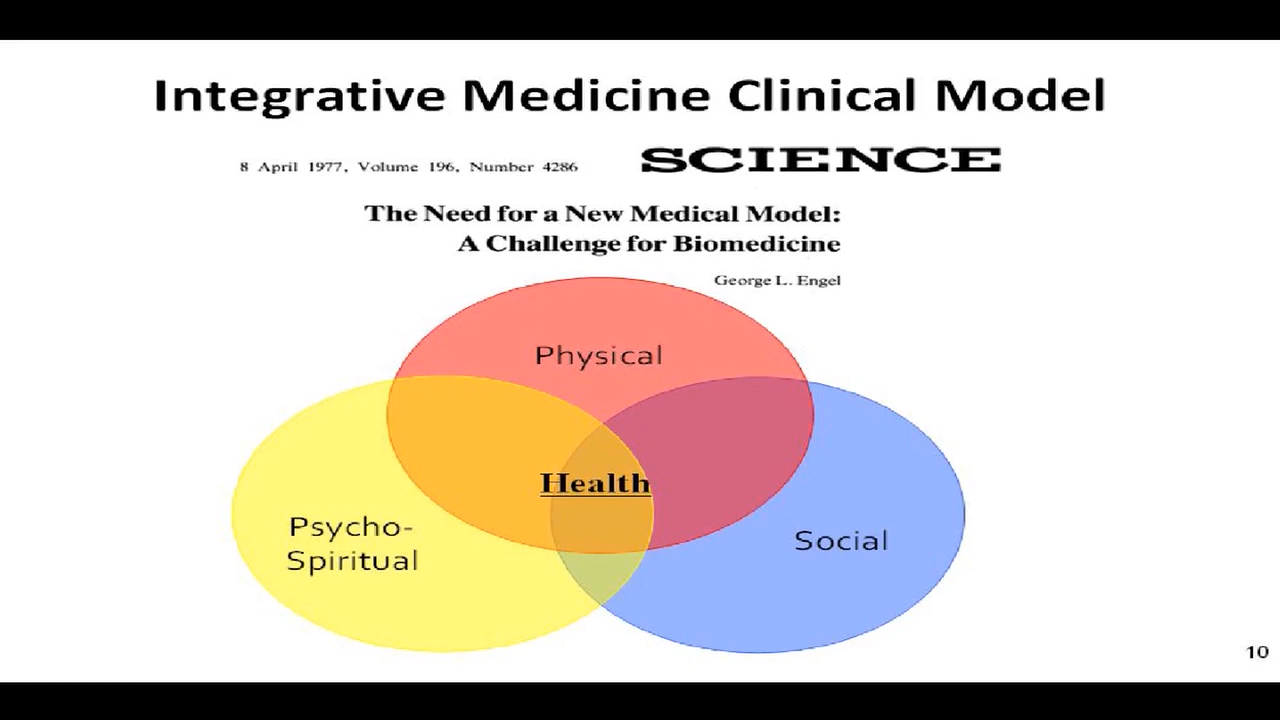 Integrative Medicine Clinical Model
8 April 1977, Volume 196, Number 4286
SCIENCE
The Need for a New Medical Model:
A Challenge for Biomedicine
George L. Engel
Physical
Health
Psycho-
Spiritual
Social
10